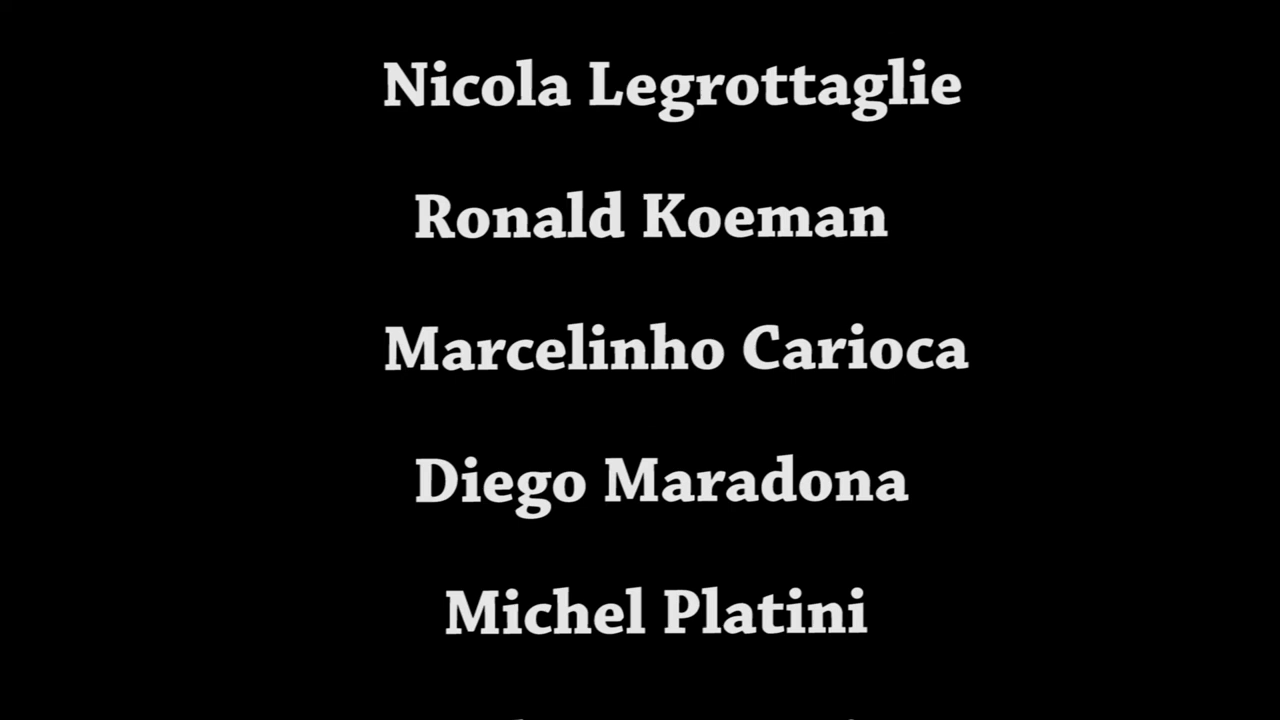 Nicola Legrottaglie
Ronald Koeman
Marcelinho Carioca
Diego Maradona
Michel Platini